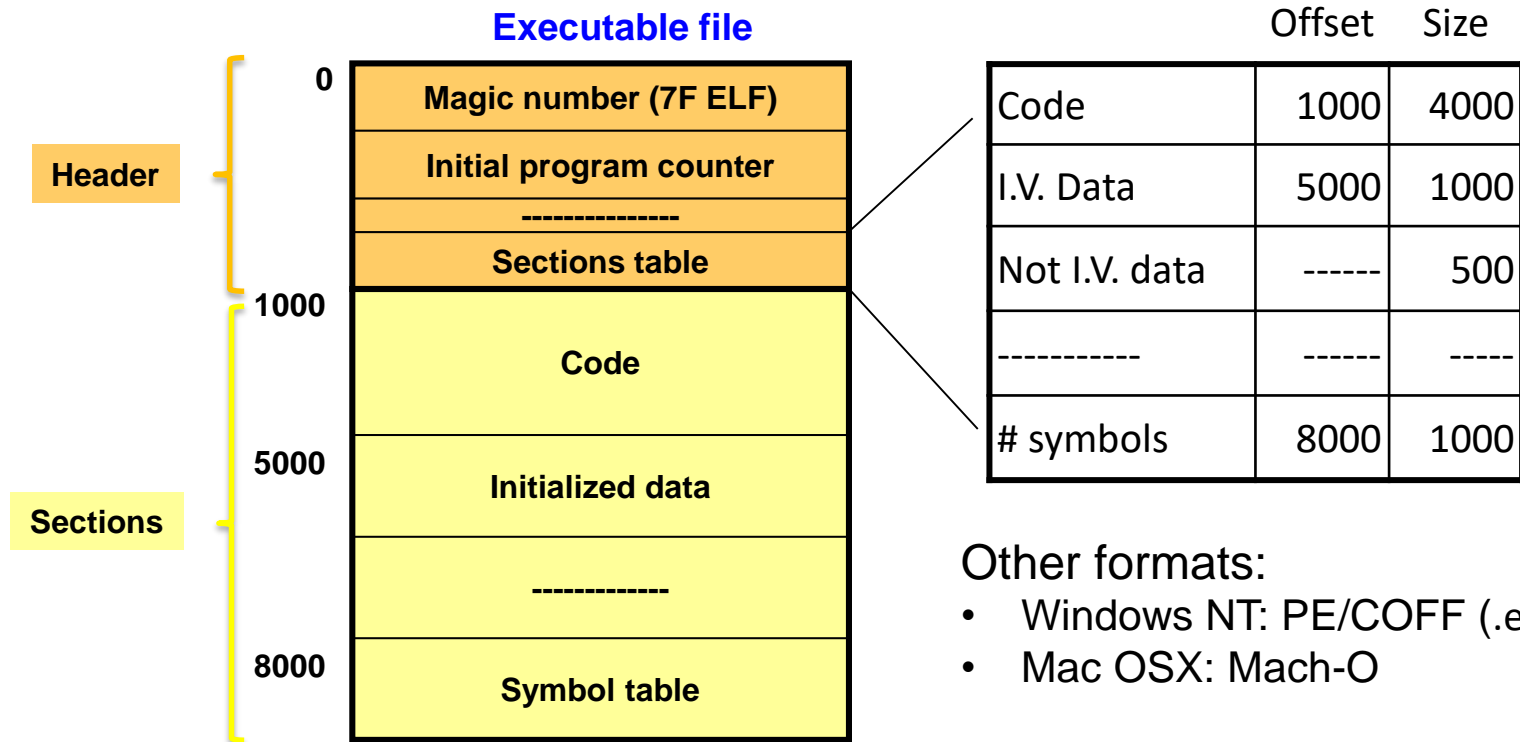 Executable file
0
Magic number (7F ELF)
Initial program counter
---------------
Sections table
Header
1000
Code
5000
Initialized data
-------------
8000
Symbol table
Sections
Offset Size
Code 1000 4000
I.V. Data 5000 1000
Not I.V. data ------ 500
----------- ------ -----
# symbols 8000 1000
Other formats:
• Windows NT: PE/COFF (.e
• Mac OSX: Mach-O